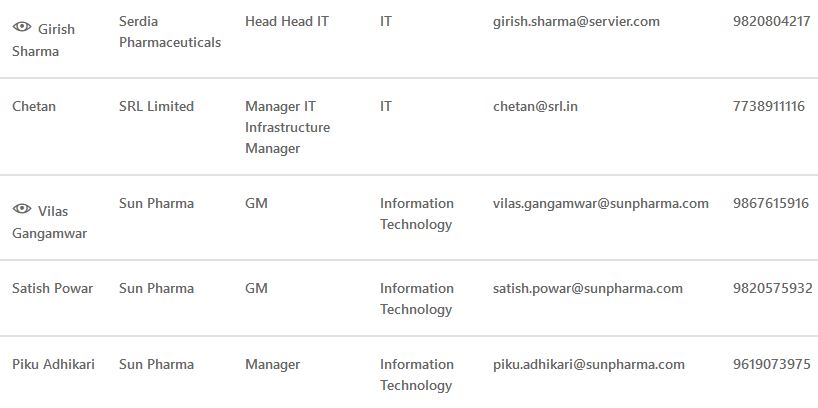 Girish Sharma Serdia Pharmaceuticals Head Head IT IT girish.sharma@servier.com 9820804217
Chetan SRL Limited Manager IT Infrastructure Manager IT chetan@srl.in 7738911116
Vilas Gangamwar Sun Pharma GM Information Technology vilas.gangamwar@sunpharma.com 9867615916
Satish Powar Sun Pharma GM Information Technology satish.powar@sunpharma.com 9820575932
Piku Adhikari Sun Pharma Manager Information Technology piku.adhikari@sunpharma.com 9619073975